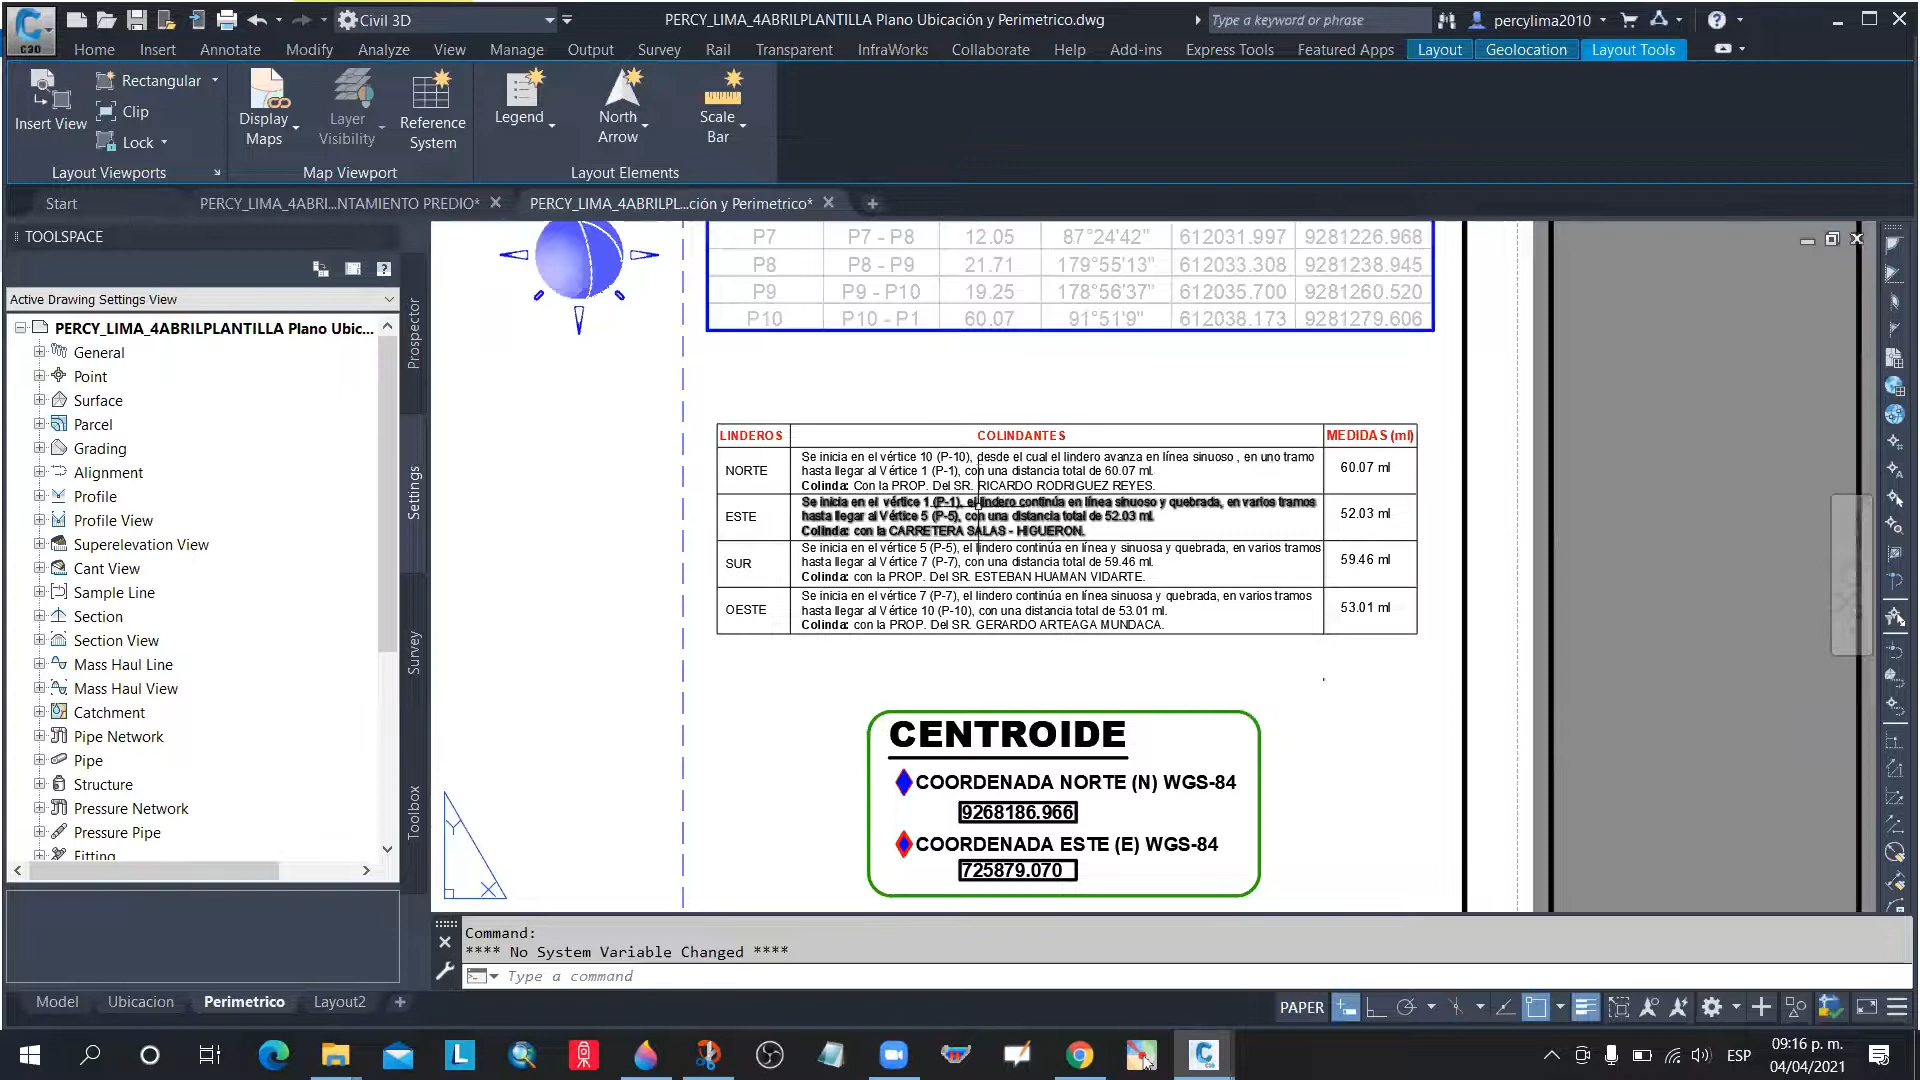 C3D
Civil 3D
PERCY_LIMA_4ABRILPLANTILLA Plano Ubicación y Perimetrico.dwg
Type a keyword or phrase
percylima2010
Home Insert Annotate Modify Analyze View Manage Output Survey Rail Transparent InfraWorks Collaborate Help Add-ins Express Tools Featured Apps Layout Geolocation Layout Tools
Insert View
Rectangular
Clip
Lock
Display Maps
Layer Visibility
Reference System
Legend
North Arrow
Scale Bar
Layout Viewports
Map Viewport
Layout Elements
Start
PERCY_LIMA_4ABRI...NTAMIENTO PREDIO*
PERCY_LIMA_4ABRILPL...ción y Perimetrico*
TOOLSPACE
Active Drawing Settings View
PERCY_LIMA_4ABRILPLANTILLA Plano Ubic...
General
Point
Surface
Parcel
Grading
Alignment
Profile
Profile View
Superelevation View
Cant View
Sample Line
Section
Section View
Mass Haul Line
Mass Haul View
Catchment
Pipe Network
Pipe
Structure
Pressure Network
Pressure Pipe
Fitting
Prospector
Settings
Survey
Toolbox
P7 P7 - P8 12.05 87°24'42" 612031.997 9281226.968
P8 P8 - P9 21.71 179°55'13" 612033.308 9281238.945
P9 P9 - P10 19.25 178°56'37" 612035.700 9281260.520
P10 P10 - P1 60.07 91°51'9" 612038.173 9281279.606
LINDEROS COLINDANTES MEDIDAS (ml)
NORTE
Se inicia en el vértice 10 (P-10), desde el cual el lindero avanza en línea sinuoso , en uno tramo
hasta llegar al Vértice 1 (P-1), con una distancia total de 60.07 ml.
Colinda: Con la PROP. Del SR. RICARDO RODRIGUEZ REYES.
60.07 ml
ESTE
Se inicia en el vértice 1 (P-1), el lindero continúa en línea sinuoso y quebrada, en varios tramos
hasta llegar al Vértice 5 (P-5), con una distancia total de 52.03 ml.
Colinda: con la CARRETERA SALAS - HIGUERON.
52.03 ml
SUR
Se inicia en el vértice 5 (P-5), el lindero continúa en línea y sinuosa y quebrada, en varios tramos
hasta llegar al Vértice 7 (P-7), con una distancia total de 59.46 ml.
Colinda: con la PROP. Del SR. ESTEBAN HUAMAN VIDARTE.
59.46 ml
OESTE
Se inicia en el vértice 7 (P-7), el lindero continúa en línea sinuosa y quebrada, en varios tramos
hasta llegar al Vértice 10 (P-10), con una distancia total de 53.01 ml.
Colinda: con la PROP. Del SR. GERARDO ARTEAGA MUNDACA.
53.01 ml
CENTROIDE
COORDENADA NORTE (N) WGS-84
9268186.966
COORDENADA ESTE (E) WGS-84
725879.070
Y
X
Command:
**** No System Variable Changed ****
Type a command
Model Ubicacion Perimetrico Layout2
PAPER
ESP
09:16 p. m.
04/04/2021